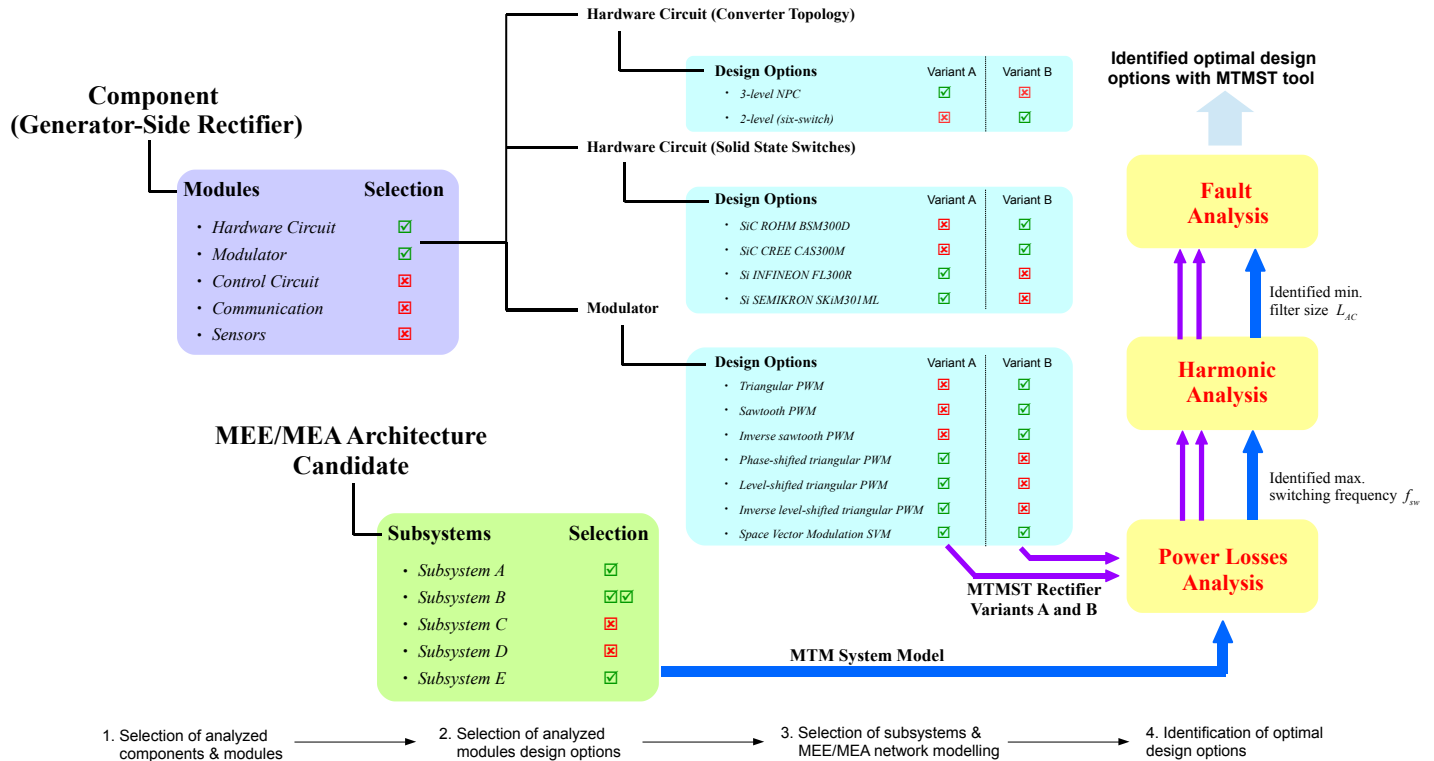 Component
(Generator-Side Rectifier)
Modules Selection
• Hardware Circuit ☑
• Modulator ☑
• Control Circuit ☒
• Communication ☒
• Sensors ☒
MEE/MEA Architecture
Candidate
Subsystems Selection
• Subsystem A ☑
• Subsystem B ☑☑
• Subsystem C ☒
• Subsystem D ☒
• Subsystem E ☑
Hardware Circuit (Converter Topology)
Design Options Variant A Variant B
• 3-level NPC ☑ ☒
• 2-level (six-switch) ☒ ☑
Hardware Circuit (Solid State Switches)
Design Options Variant A Variant B
• SiC ROHM BSM300D ☒ ☑
• SiC CREE CAS300M ☒ ☑
• Si INFINEON FL300R ☑ ☒
• Si SEMIKRON SKiM301ML ☑ ☒
Modulator
Design Options Variant A Variant B
• Triangular PWM ☒ ☑
• Sawtooth PWM ☒ ☑
• Inverse sawtooth PWM ☒ ☑
• Phase-shifted triangular PWM ☑ ☒
• Level-shifted triangular PWM ☑ ☒
• Inverse level-shifted triangular PWM ☑ ☒
• Space Vector Modulation SVM ☑ ☑
MTMST Rectifier
Variants A and B
MTM System Model
Identified optimal design
options with MTMST tool
Fault
Analysis
Identified min.
filter size L_AC
Harmonic
Analysis
Identified max.
switching frequency f_sw
Power Losses
Analysis
1. Selection of analyzed
components & modules
2. Selection of analyzed
modules design options
3. Selection of subsystems &
MEE/MEA network modelling
4. Identification of optimal
design options